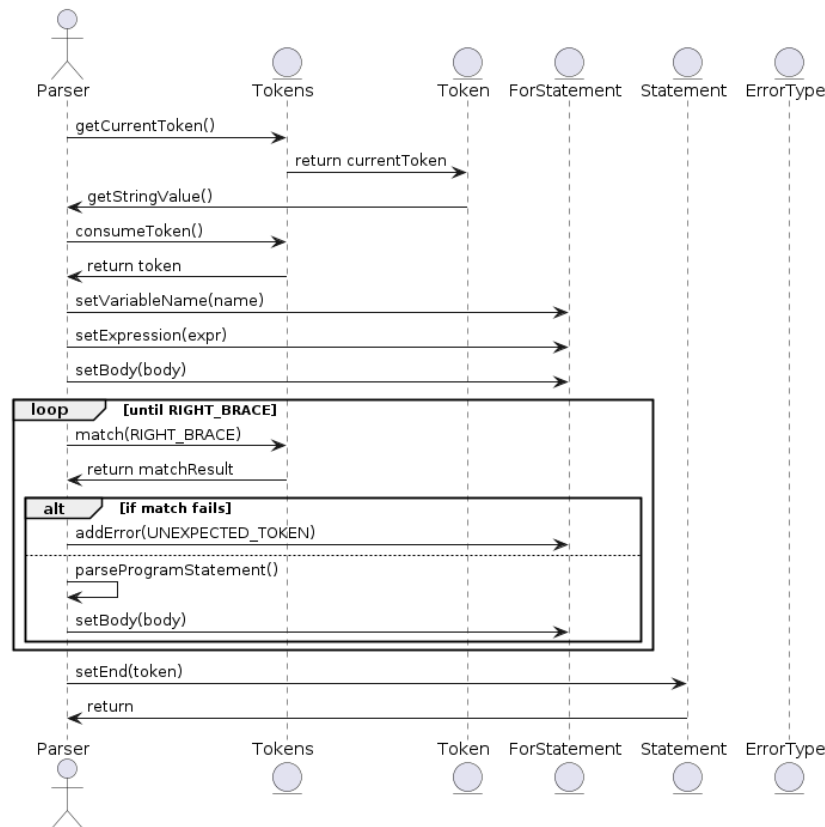 Parser Tokens Token ForStatement Statement ErrorType
getCurrentToken()
return currentToken
getStringValue()
consumeToken()
return token
setVariableName(name)
setExpression(expr)
setBody(body)
loop [until RIGHT_BRACE]
match(RIGHT_BRACE)
return matchResult
alt [if match fails]
addError(UNEXPECTED_TOKEN)
parseProgramStatement()
setBody(body)
setEnd(token)
return
Parser Tokens Token ForStatement Statement ErrorType